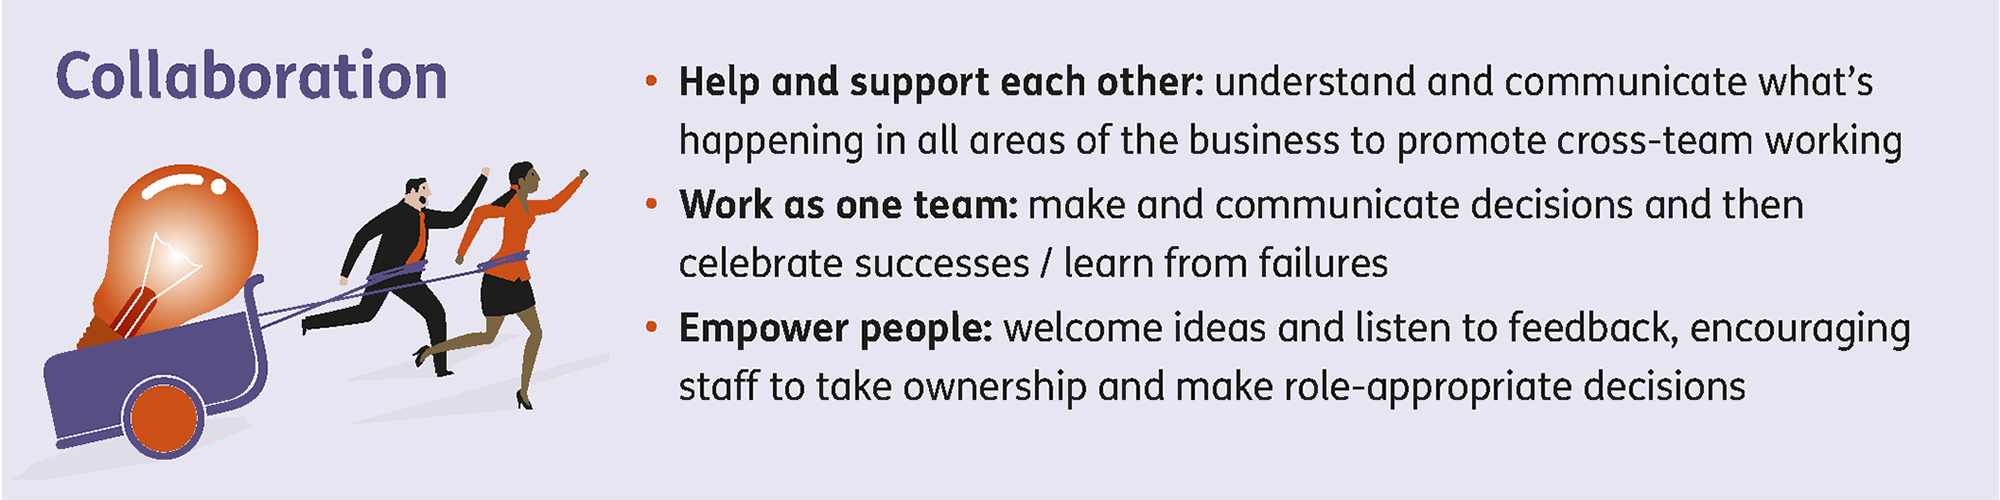 Collaboration
• Help and support each other: understand and communicate what's
happening in all areas of the business to promote cross-team working
• Work as one team: make and communicate decisions and then
celebrate successes / learn from failures
• Empower people: welcome ideas and listen to feedback, encouraging
staff to take ownership and make role-appropriate decisions